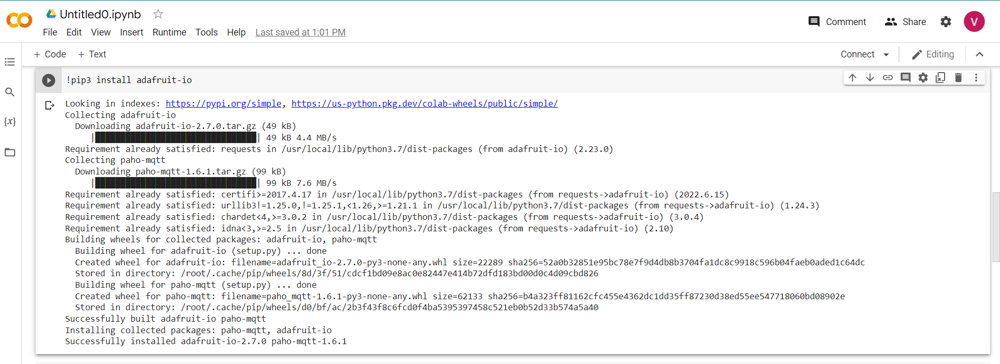 Untitled0.ipynb
File Edit View Insert Runtime Tools Help Last saved at 1:01 PM
Comment Share V
+ Code + Text
Connect Editing
{x}
!pip3 install adafruit-io
Looking in indexes: https://pypi.org/simple, https://us-python.pkg.dev/colab-wheels/public/simple/
Collecting adafruit-io
Downloading adafruit-io-2.7.0.tar.gz (49 kB)
| | 49 kB 4.4 MB/s
Requirement already satisfied: requests in /usr/local/lib/python3.7/dist-packages (from adafruit-io) (2.23.0)
Collecting paho-mqtt
Downloading paho-mqtt-1.6.1.tar.gz (99 kB)
| | 99 kB 7.6 MB/s
Requirement already satisfied: certifi>=2017.4.17 in /usr/local/lib/python3.7/dist-packages (from requests->adafruit-io) (2022.6.15)
Requirement already satisfied: urllib3!=1.25.0,!=1.25.1,<1.26,>=1.21.1 in /usr/local/lib/python3.7/dist-packages (from requests->adafruit-io) (1.24.3)
Requirement already satisfied: chardet<4,>=3.0.2 in /usr/local/lib/python3.7/dist-packages (from requests->adafruit-io) (3.0.4)
Requirement already satisfied: idna<3,>=2.5 in /usr/local/lib/python3.7/dist-packages (from requests->adafruit-io) (2.10)
Building wheels for collected packages: adafruit-io, paho-mqtt
Building wheel for adafruit-io (setup.py) ... done
Created wheel for adafruit-io: filename=adafruit_io-2.7.0-py3-none-any.whl size=22289 sha256=52a0b32851e95bc78e7f9d4db8b3704fa1dc8c9918c596b04faeb0aded1c64dc
Stored in directory: /root/.cache/pip/wheels/8d/3f/51/cdcf1bd09e8ac0e82447e414b72dfd183bd00d0c4d09cbd826
Building wheel for paho-mqtt (setup.py) ... done
Created wheel for paho-mqtt: filename=paho_mqtt-1.6.1-py3-none-any.whl size=62133 sha256=b4a323ff81162cfc455e4362dc1dd35ff87230d38ed55ee547718060bd08902e
Stored in directory: /root/.cache/pip/wheels/d0/bf/ac/2b3f43f8c6fcd0f4ba5395397458c521eb0b52d33b574a5a40
Successfully built adafruit-io paho-mqtt
Installing collected packages: paho-mqtt, adafruit-io
Successfully installed adafruit-io-2.7.0 paho-mqtt-1.6.1